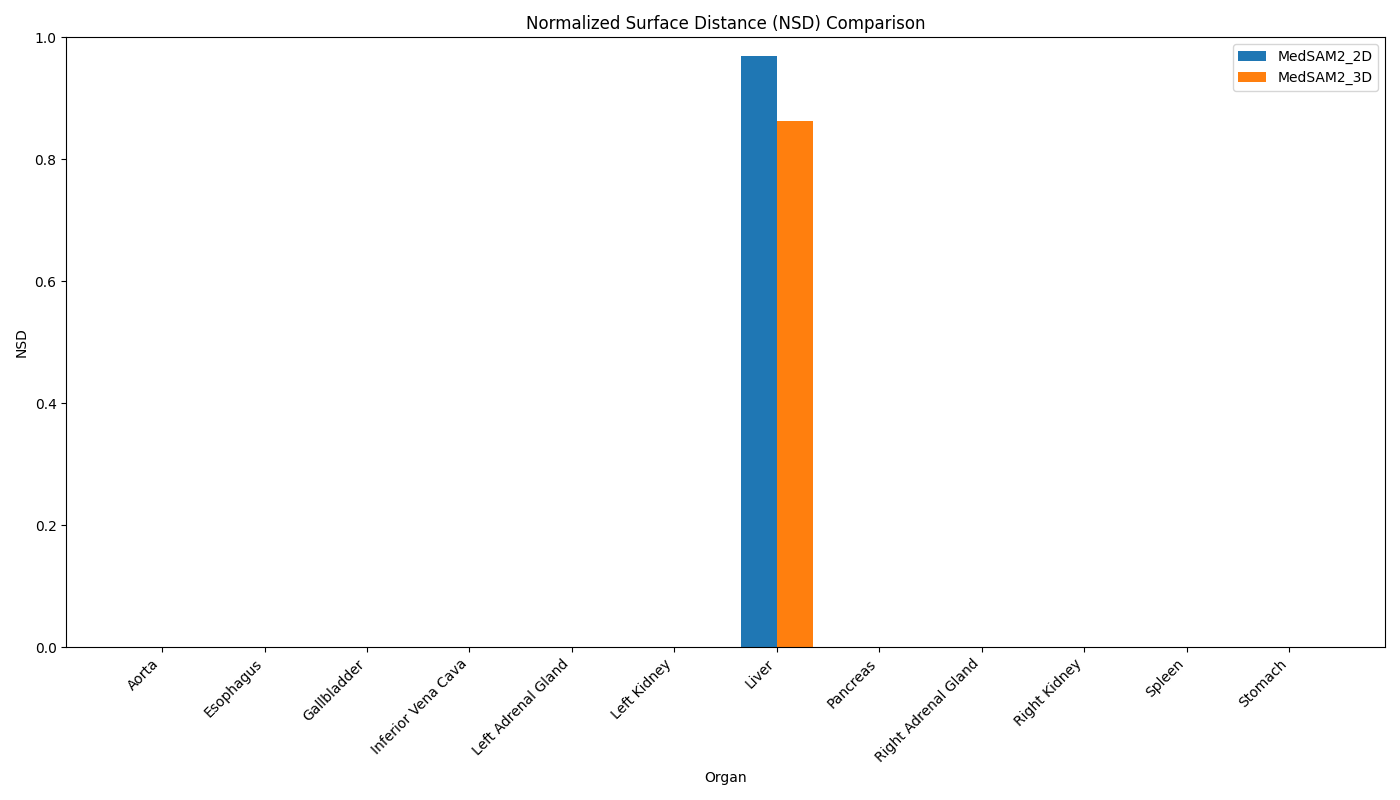 Normalized Surface Distance (NSD) Comparison
MedSAM2_2D
MedSAM2_3D
1.0
0.8
0.6
0.4
0.2
0.0
NSD
Aorta
Esophagus
Gallbladder
Inferior Vena Cava
Left Adrenal Gland
Left Kidney
Liver
Pancreas
Right Adrenal Gland
Right Kidney
Spleen
Stomach
Organ